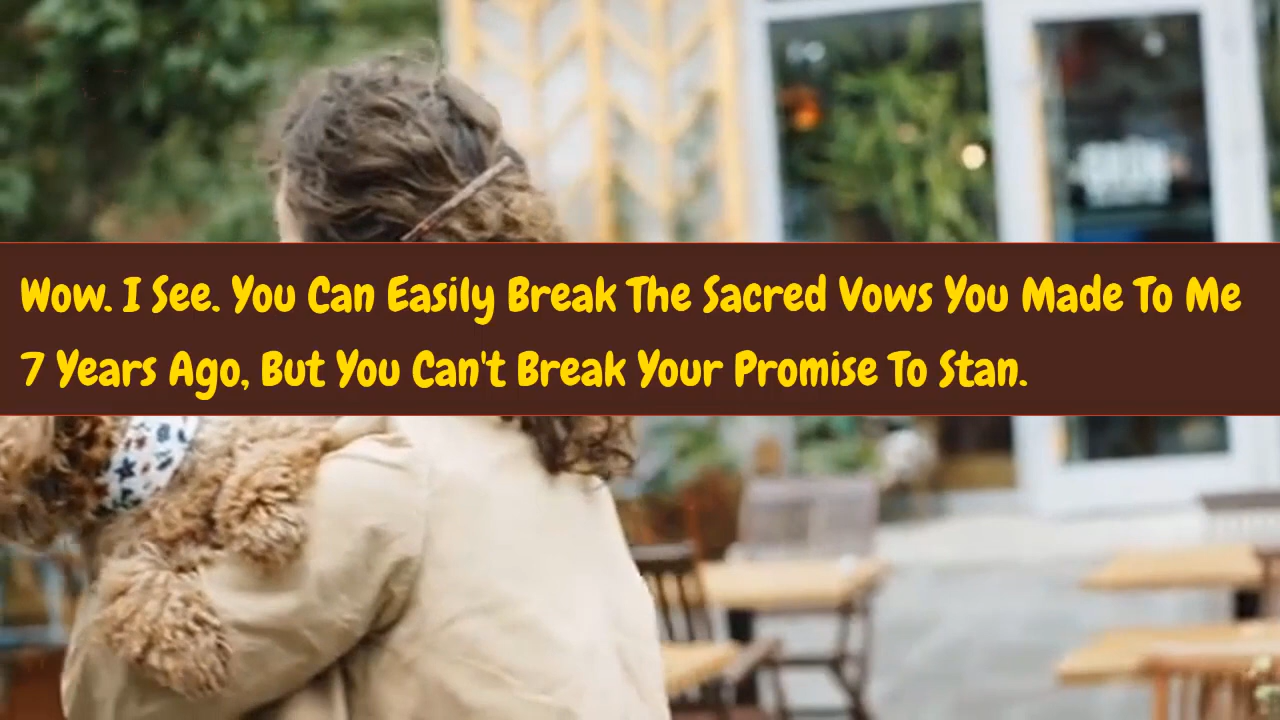 Wow. I See. You Can Easily Break The Sacred Vows You Made To Me
7 Years Ago, But You Can't Break Your Promise To Stan.